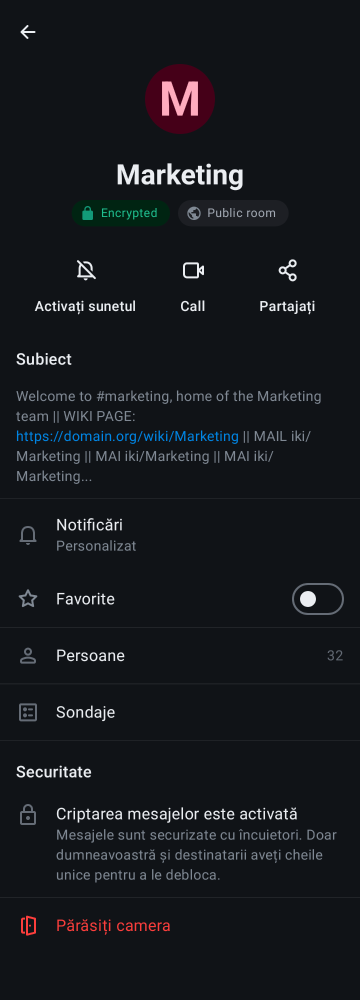 M
Marketing
Encrypted
Public room
Activați sunetul
Call
Partajați
Subiect
Welcome to #marketing, home of the Marketing
team || WIKI PAGE:
https://domain.org/wiki/Marketing || MAIL iki/
Marketing || MAI iki/Marketing || MAI iki/
Marketing...
Notificări
Personalizat
Favorite
Persoane
32
Sondaje
Securitate
Criptarea mesajelor este activată
Mesajele sunt securizate cu încuietori. Doar
dumneavoastră și destinatarii aveți cheile
unice pentru a le debloca.
Părăsiți camera